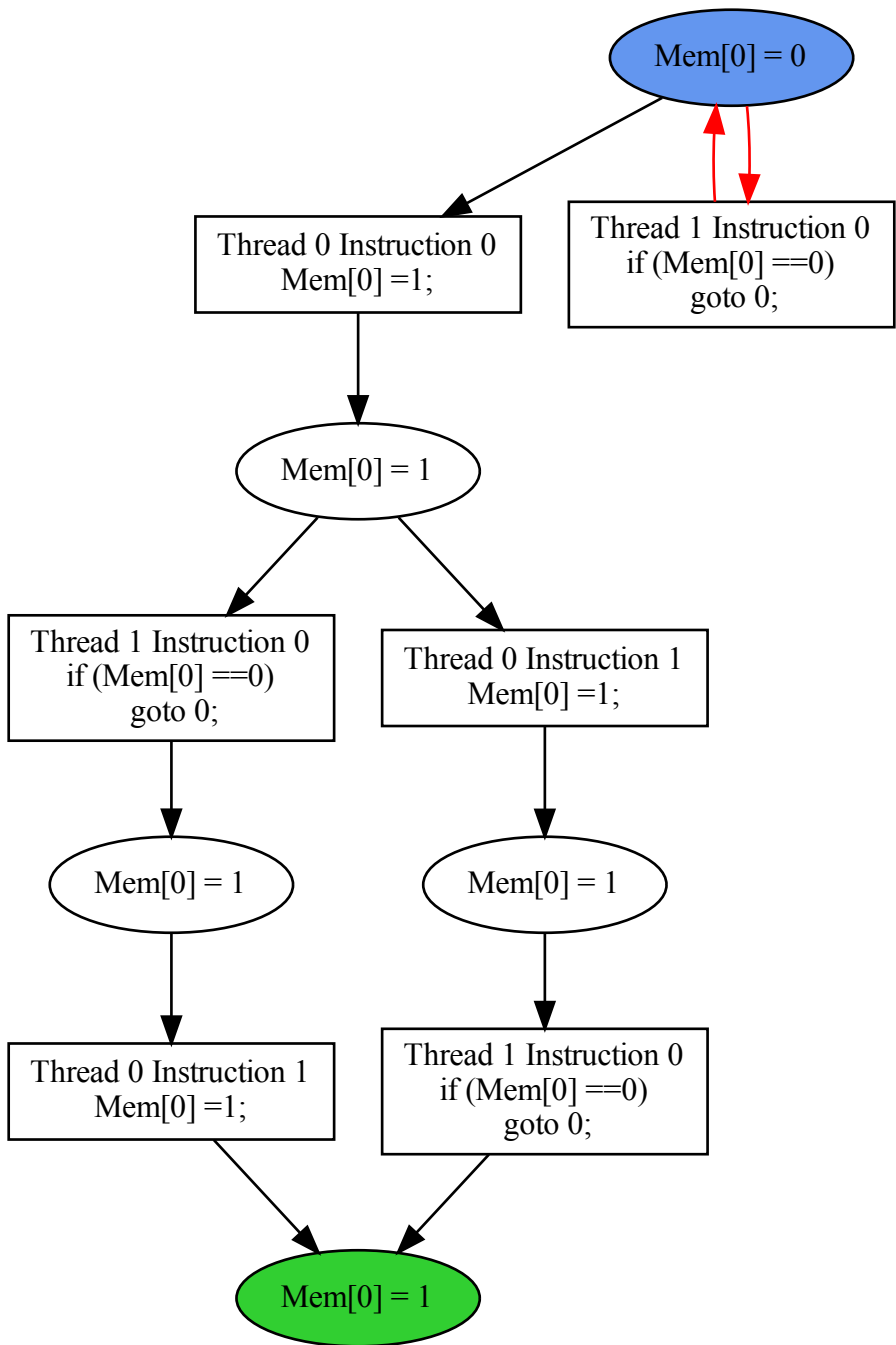 Mem[0] = 0
Thread 0 Instruction 0
Mem[0] =1;
Thread 1 Instruction 0
if (Mem[0] ==0)
goto 0;
Mem[0] = 1
Thread 1 Instruction 0
if (Mem[0] ==0)
goto 0;
Thread 0 Instruction 1
Mem[0] =1;
Mem[0] = 1
Mem[0] = 1
Thread 0 Instruction 1
Mem[0] =1;
Thread 1 Instruction 0
if (Mem[0] ==0)
goto 0;
Mem[0] = 1